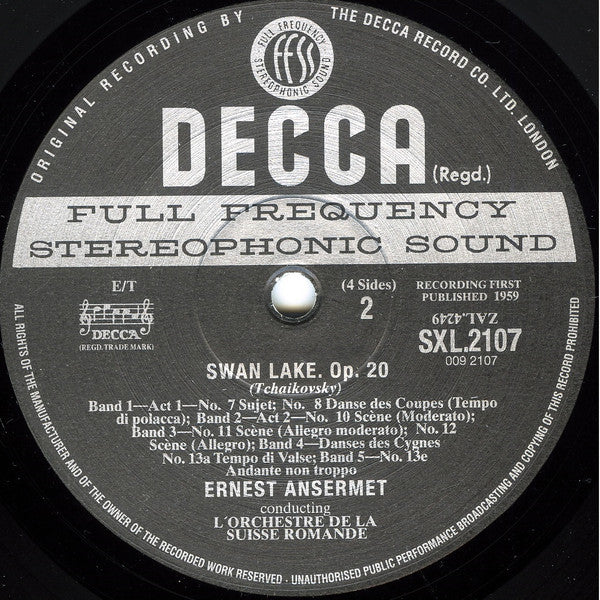 ORIGINAL RECORDING BY
THE DECCA RECORD CO. LTD. LONDON
FULL FREQUENCY
ffss
STEREOPHONIC SOUND
DECCA (Regd.)
FULL FREQUENCY
STEREOPHONIC SOUND
E/T
DECCA
(REGD. TRADE MARK)
(4 Sides)
2
RECORDING FIRST
PUBLISHED 1959
ZAL.4249
SXL.2107
009 2107
SWAN LAKE. Op. 20
(Tchaikovsky)
Band 1—Act 1—No. 7 Sujet; No. 8 Danse des Coupes (Tempo
di polacca); Band 2—Act 2—No. 10 Scène (Moderato);
Band 3—No. 11 Scène (Allegro moderato); No. 12
Scène (Allegro); Band 4—Danses des Cygnes
No. 13a Tempo di Valse; Band 5—No. 13e
Andante non troppo
ERNEST ANSERMET
conducting
L'ORCHESTRE DE LA
SUISSE ROMANDE
ALL RIGHTS OF THE MANUFACTURER AND OF THE OWNER OF THE RECORDED WORK RESERVED - UNAUTHORISED PUBLIC PERFORMANCE BROADCASTING AND COPYING OF THIS RECORD PROHIBITED